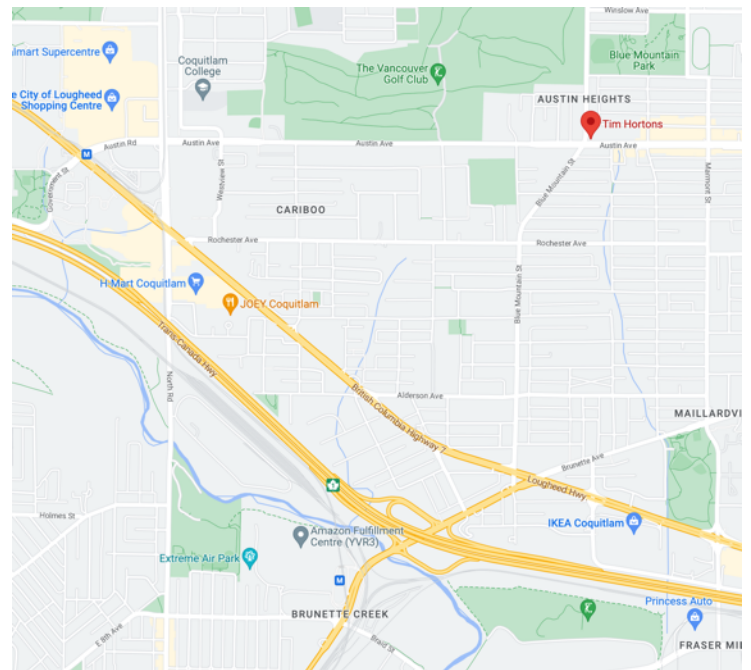 Winslow Ave
almart Supercentre
Coquitlam
College
The Vancouver
Golf Club
Blue Mountain
Park
e City of Lougheed
Shopping Centre
AUSTIN HEIGHTS
Tim Hortons
M
Austin Rd
Austin Ave
Austin Ave
Austin Ave
Government St
Westview St
Blue Mountain St
Marmont St
CARIBOO
Rochester Ave
Rochester Ave
H Mart Coquitlam
JOEY Coquitlam
Blue Mountain St
Trans-Canada Hwy
North Rd
British Columbia Highway 7
Alderson Ave
MAILLARDVI
Brunette Ave
Lougheed Hwy
1
Holmes St
IKEA Coquitlam
Amazon Fulfillment
Centre (YVR3)
Extreme Air Park
M
Princess Auto
BRUNETTE CREEK
E 8th Ave
Braid St
FRASER MIL